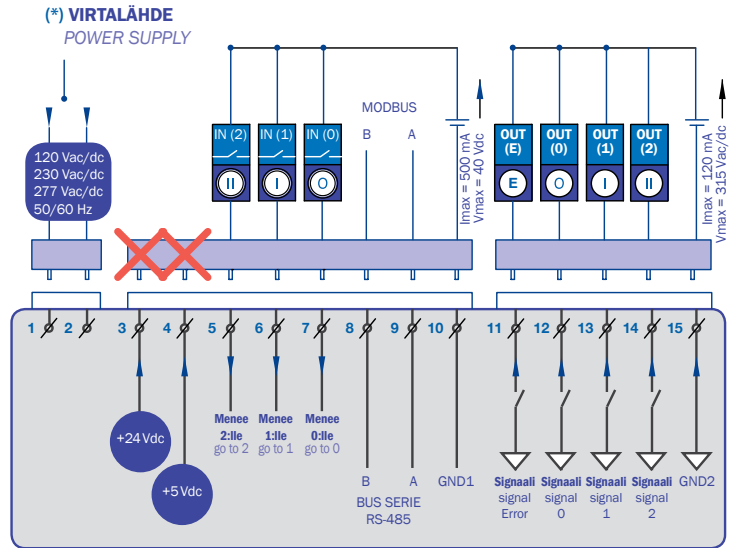 (*) VIRTALÄHDE
POWER SUPPLY
120 Vac/dc
230 Vac/dc
277 Vac/dc
50/60 Hz
IN (2)
IN (1)
IN (0)
II
I
O
MODBUS
B
A
Imax = 500 mA
Vmax = 40 Vdc
OUT
(E)
OUT
(0)
OUT
(1)
OUT
(2)
E
O
I
II
Imax = 120 mA
Vmax = 315 Vac/dc
1
2
3
4
5
6
7
8
9
10
11
12
13
14
15
+24 Vdc
+5 Vdc
Menee
2:lle
go to 2
Menee
1:lle
go to 1
Menee
0:lle
go to 0
B
A
BUS SERIE
RS-485
GND1
Signaali
signal
Error
Signaali
signal
0
Signaali
signal
1
Signaali
signal
2
GND2